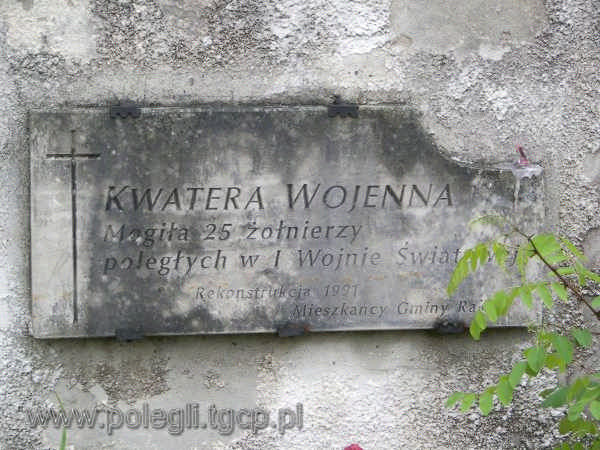 KWATERA WOJENNA
Mogiła 25 żołnierzy
poległych w I Wojnie
Rekonstrukcja 1991
Mieszkańcy Gminy
www.polegli.tgcp.pl